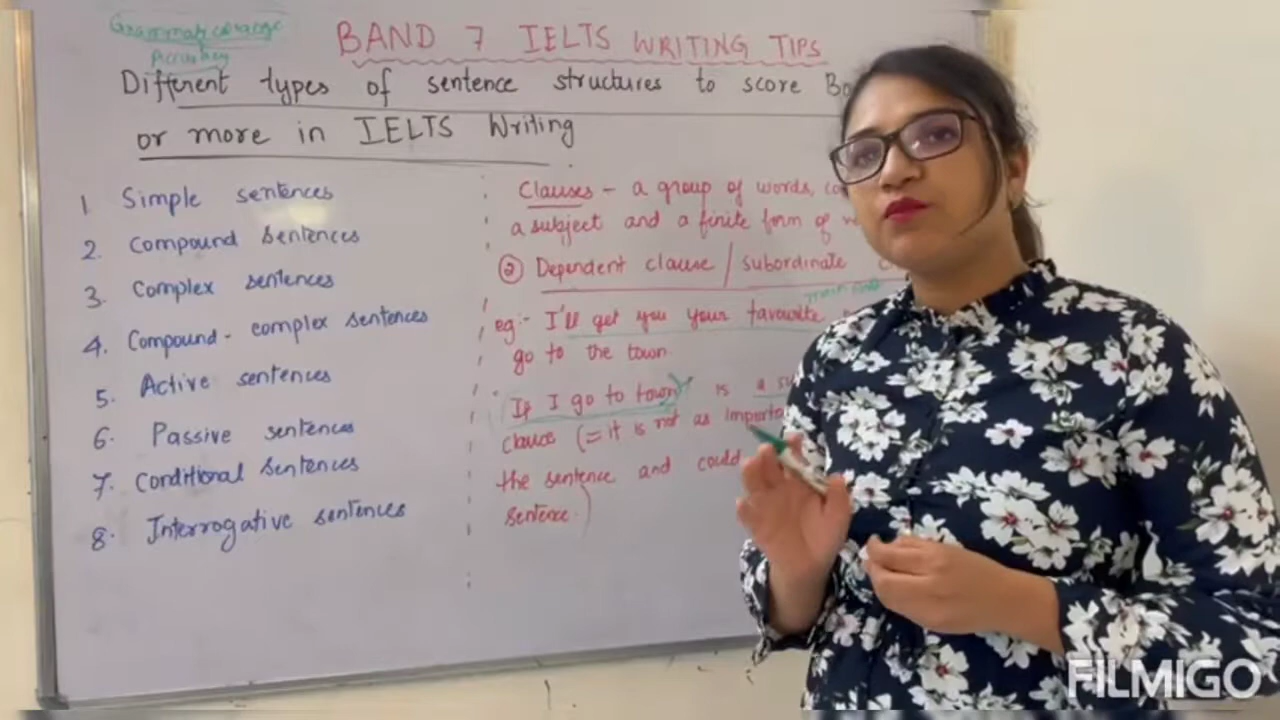 Grammatical range
Accuracy
BAND 7 IELTS WRITING TIPS
Different types of sentence structures to score
or more in IELTS Writing
1 Simple sentences
2. Compound sentences
3. Complex sentences
4. Compound - complex sentences
5. Active sentences
6. Passive sentences
7. Conditional sentences
8. Interrogative sentences
Clauses - a group of words,
a subject and a finite form of
② Dependent clause / subordinate
main
eg:- I'll get you your favourite
go to the town
"If I go to town" is a
clause (= it is not as
the sentence and could
sentence.)
FILMIGO